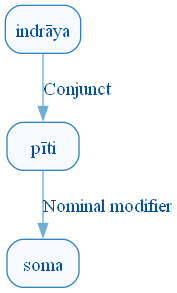 indrāya
Conjunct
pīti
Nominal modifier
soma